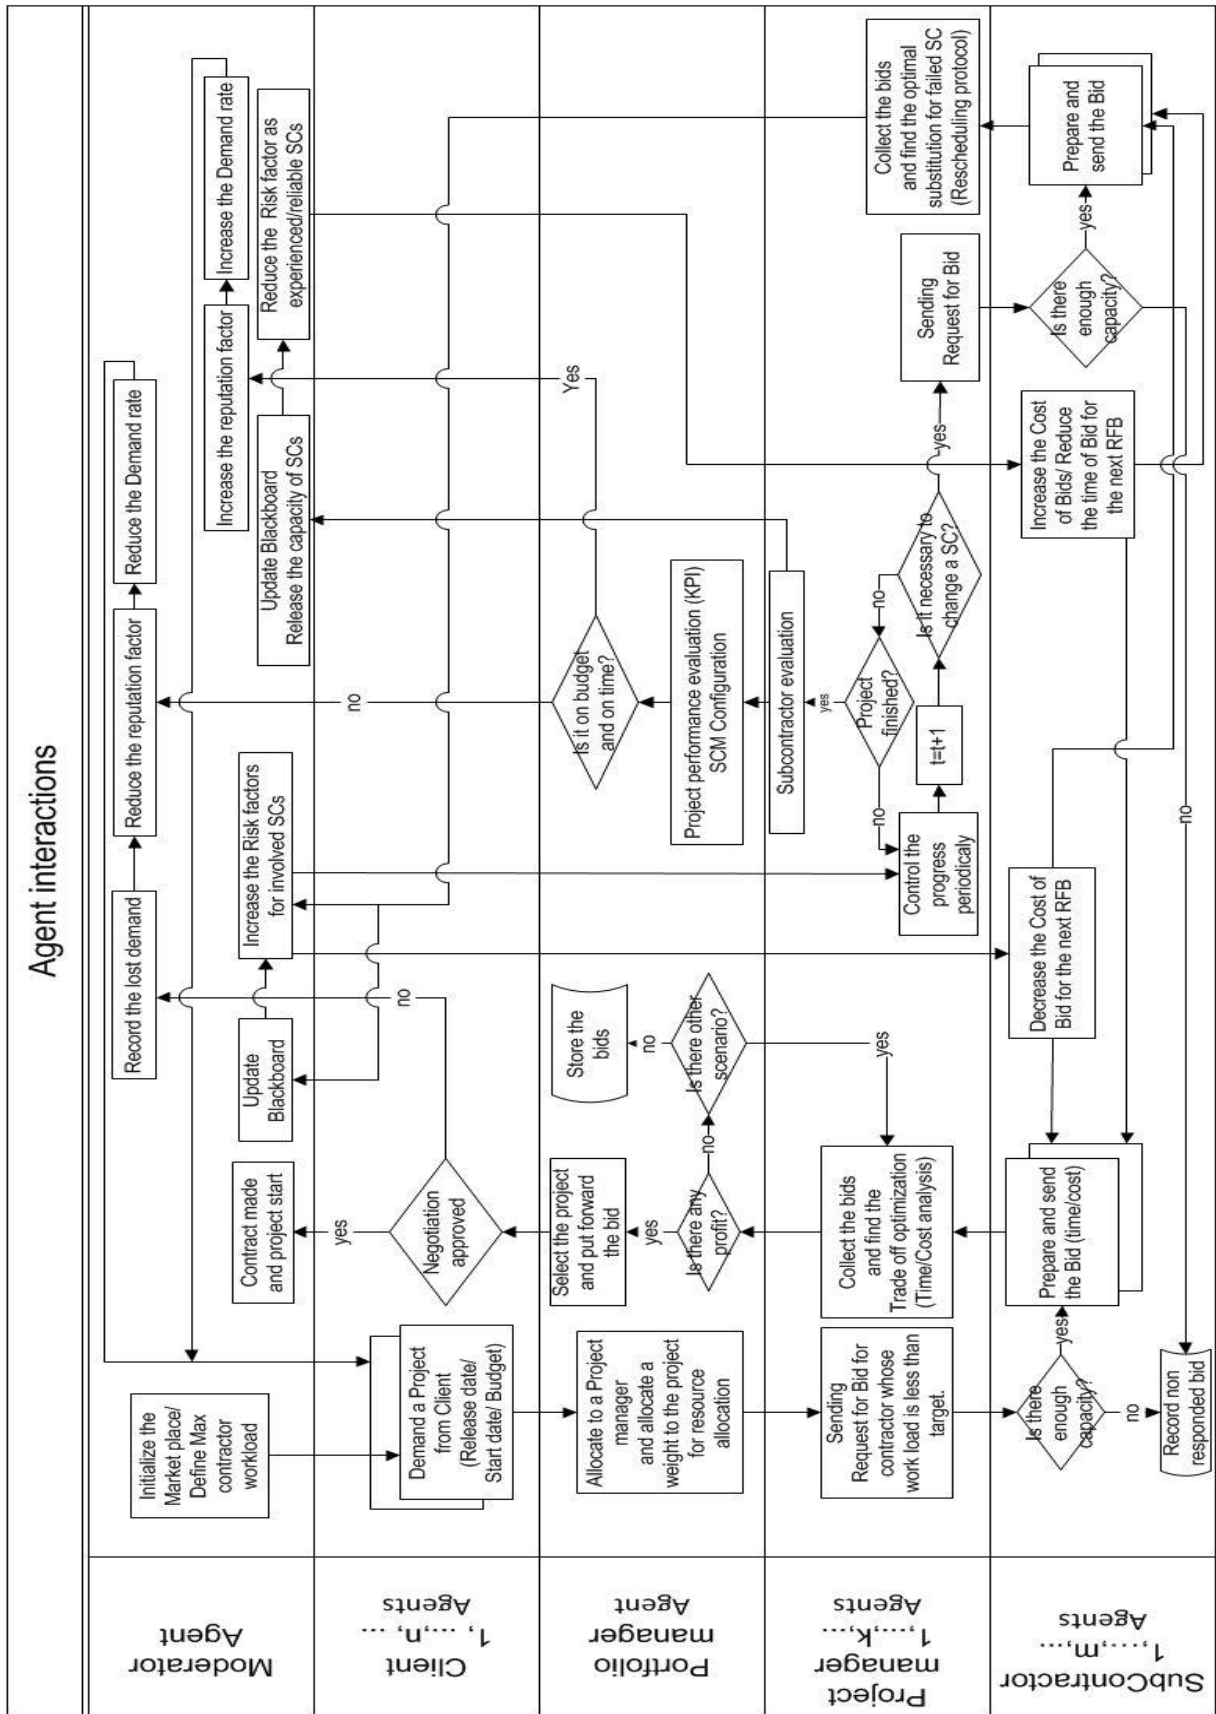 Agent interactions
Moderator
Agent
Initialize the
Market place/
Define Max
contractor
workload
Contract made
and project start
Update
Blackboard
Record the lost demand
Increase the Risk factors
for involved SCs
Reduce the reputation factor
Reduce the Demand rate
Update Blackboard
Release the capacity of SCs
Increase the reputation factor
Increase the Demand rate
Reduce the Risk factor as
experienced/reliable SCs
Client
1, ..., n, ...
Agents
Demand a Project
from Client
(Release date/
Start date/ Budget)
Negotiation
approved
yes
no
Portfolio
manager
Agent
Allocate to a Project
manager
and allocate a
weight to the project
for resource
allocation
Select the project
and put forward
the bid
yes
Is there any
profit?
no
Is there other
scenario?
no
Store the
bids
yes
Project performance evaluation (KPI)
SCM Configuration
Is it on budget
and on time?
no
Yes
Project
manager
1,...,k,...
Agents
Sending
Request for Bid for
contractor whose
work load is less than
target.
Collect the bids
and find the
Trade off optimization
(Time/Cost analysis)
Control the
progress
periodicaly
t=t+1
no
Project
finished?
yes
Subcontractor evaluation
no
Is it necessary to
change a SC?
yes
Sending
Request for Bid
Collect the bids
and find the optimal
substitution for failed SC
(Rescheduling protocol)
SubContractor
1,...,m,...
Agents
Is there
enough
capacity?
yes
no
Record non
responded bid
Prepare and send
the Bid (time/cost)
Decrease the Cost of
Bid for the next RFB
no
Increase the Cost
of Bids/ Reduce
the time of Bid for
the next RFB
Is there
enough
capacity?
yes
Prepare and
send the Bid